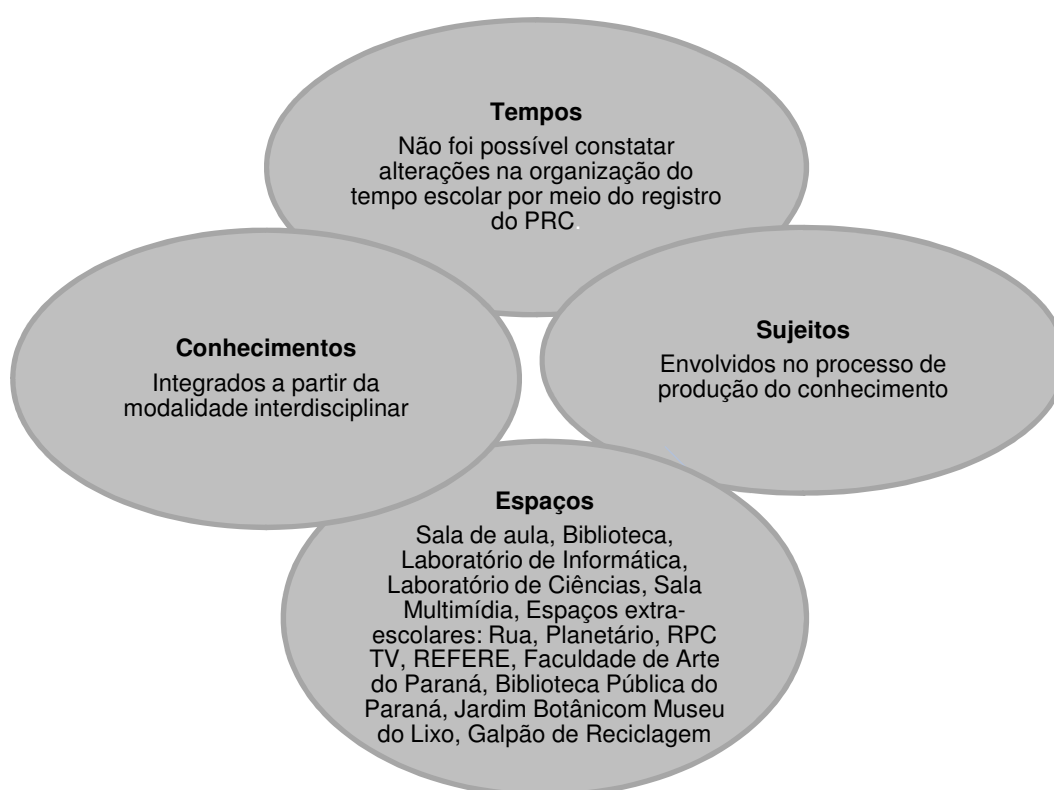 Tempos
Não foi possível constatar
alterações na organização do
tempo escolar por meio do registro
do PRC.
Conhecimentos
Integrados a partir da
modalidade interdisciplinar
Sujeitos
Envolvidos no processo de
produção do conhecimento
Espaços
Sala de aula, Biblioteca,
Laboratório de Informática,
Laboratório de Ciências, Sala
Multimídia, Espaços extra-
escolares: Rua, Planetário, RPC
TV, REFERE, Faculdade de Arte
do Paraná, Biblioteca Pública do
Paraná, Jardim Botânicom Museu
do Lixo, Galpão de Reciclagem